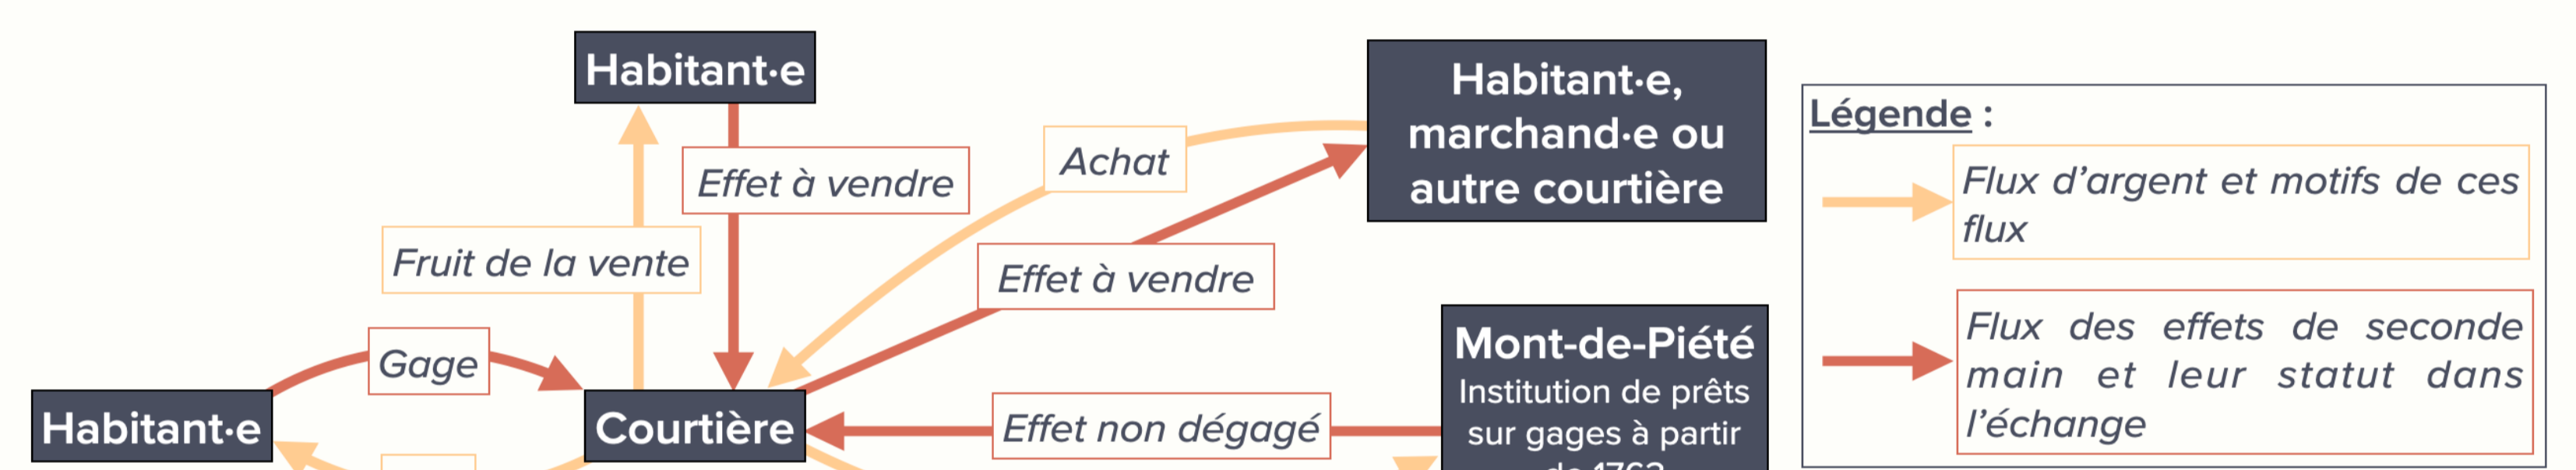 Habitant·e
Habitant·e,
marchand·e ou
autre courtière
Légende :
Achat
Effet à vendre
Flux d’argent et motifs de ces
flux
Fruit de la vente
Effet à vendre
Flux des effets de seconde
main et leur statut dans
l’échange
Gage
Mont-de-Piété
Institution de prêts
sur gages à partir
Habitant·e
Courtière
Effet non dégagé